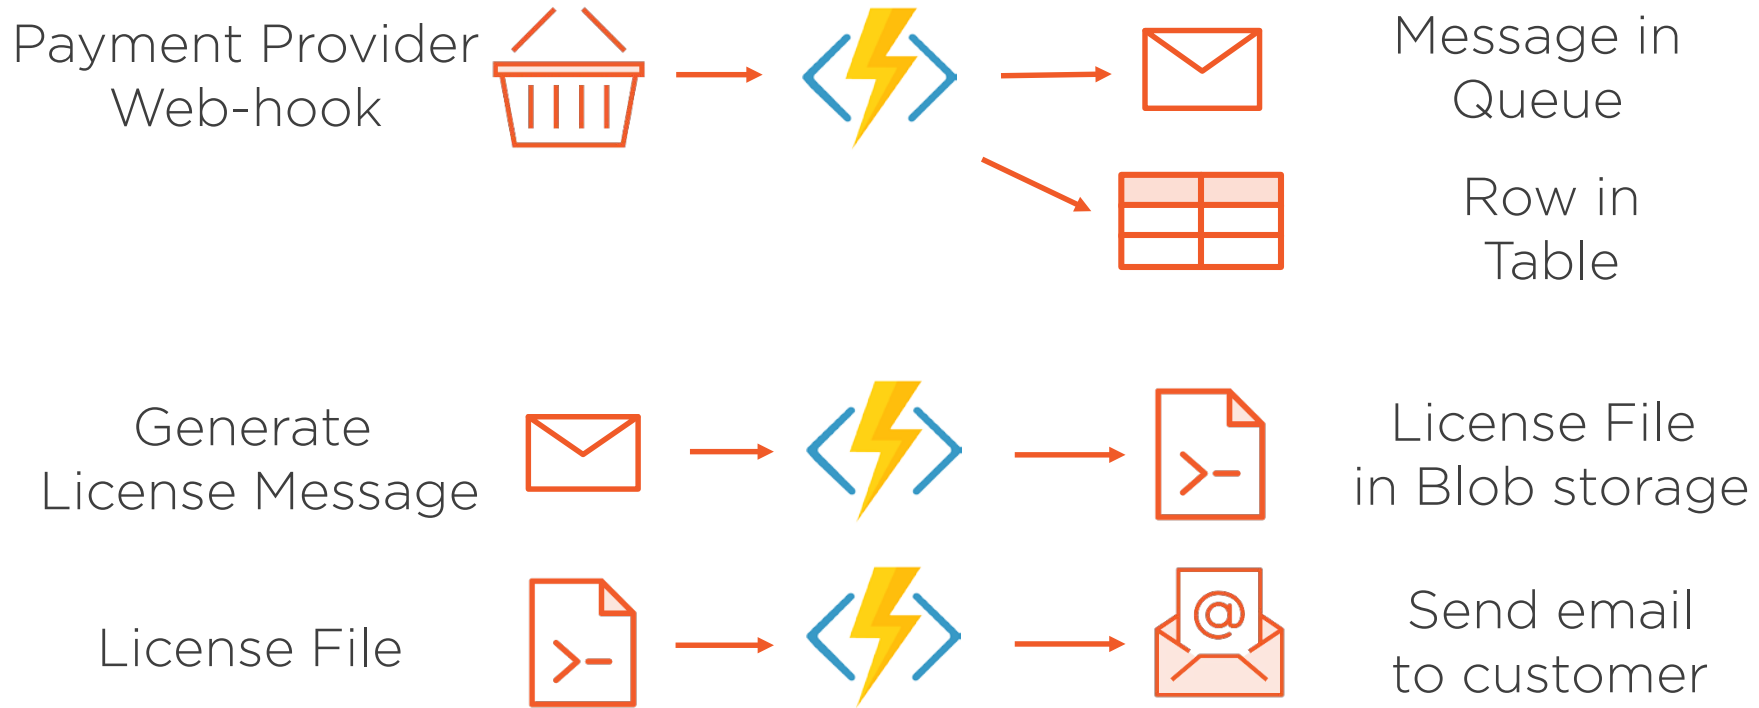 Payment Provider
Web-hook
Message in
Queue
Row in
Table
Generate
License Message
License File
in Blob storage
License File
Send email
to customer